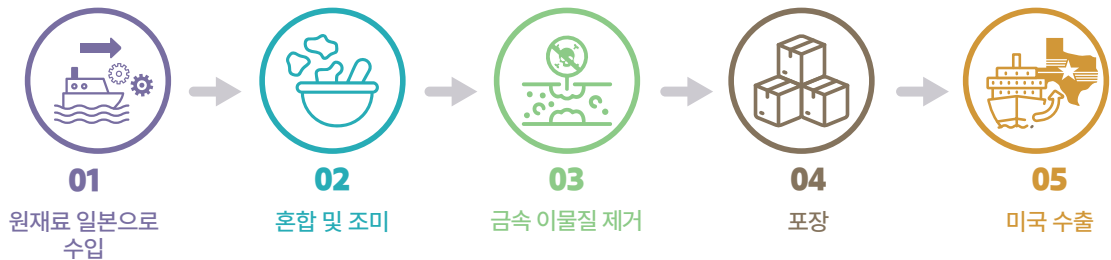 01
원재료 일본으로
수입
02
혼합 및 조미
03
금속 이물질 제거
04
포장
05
미국 수출